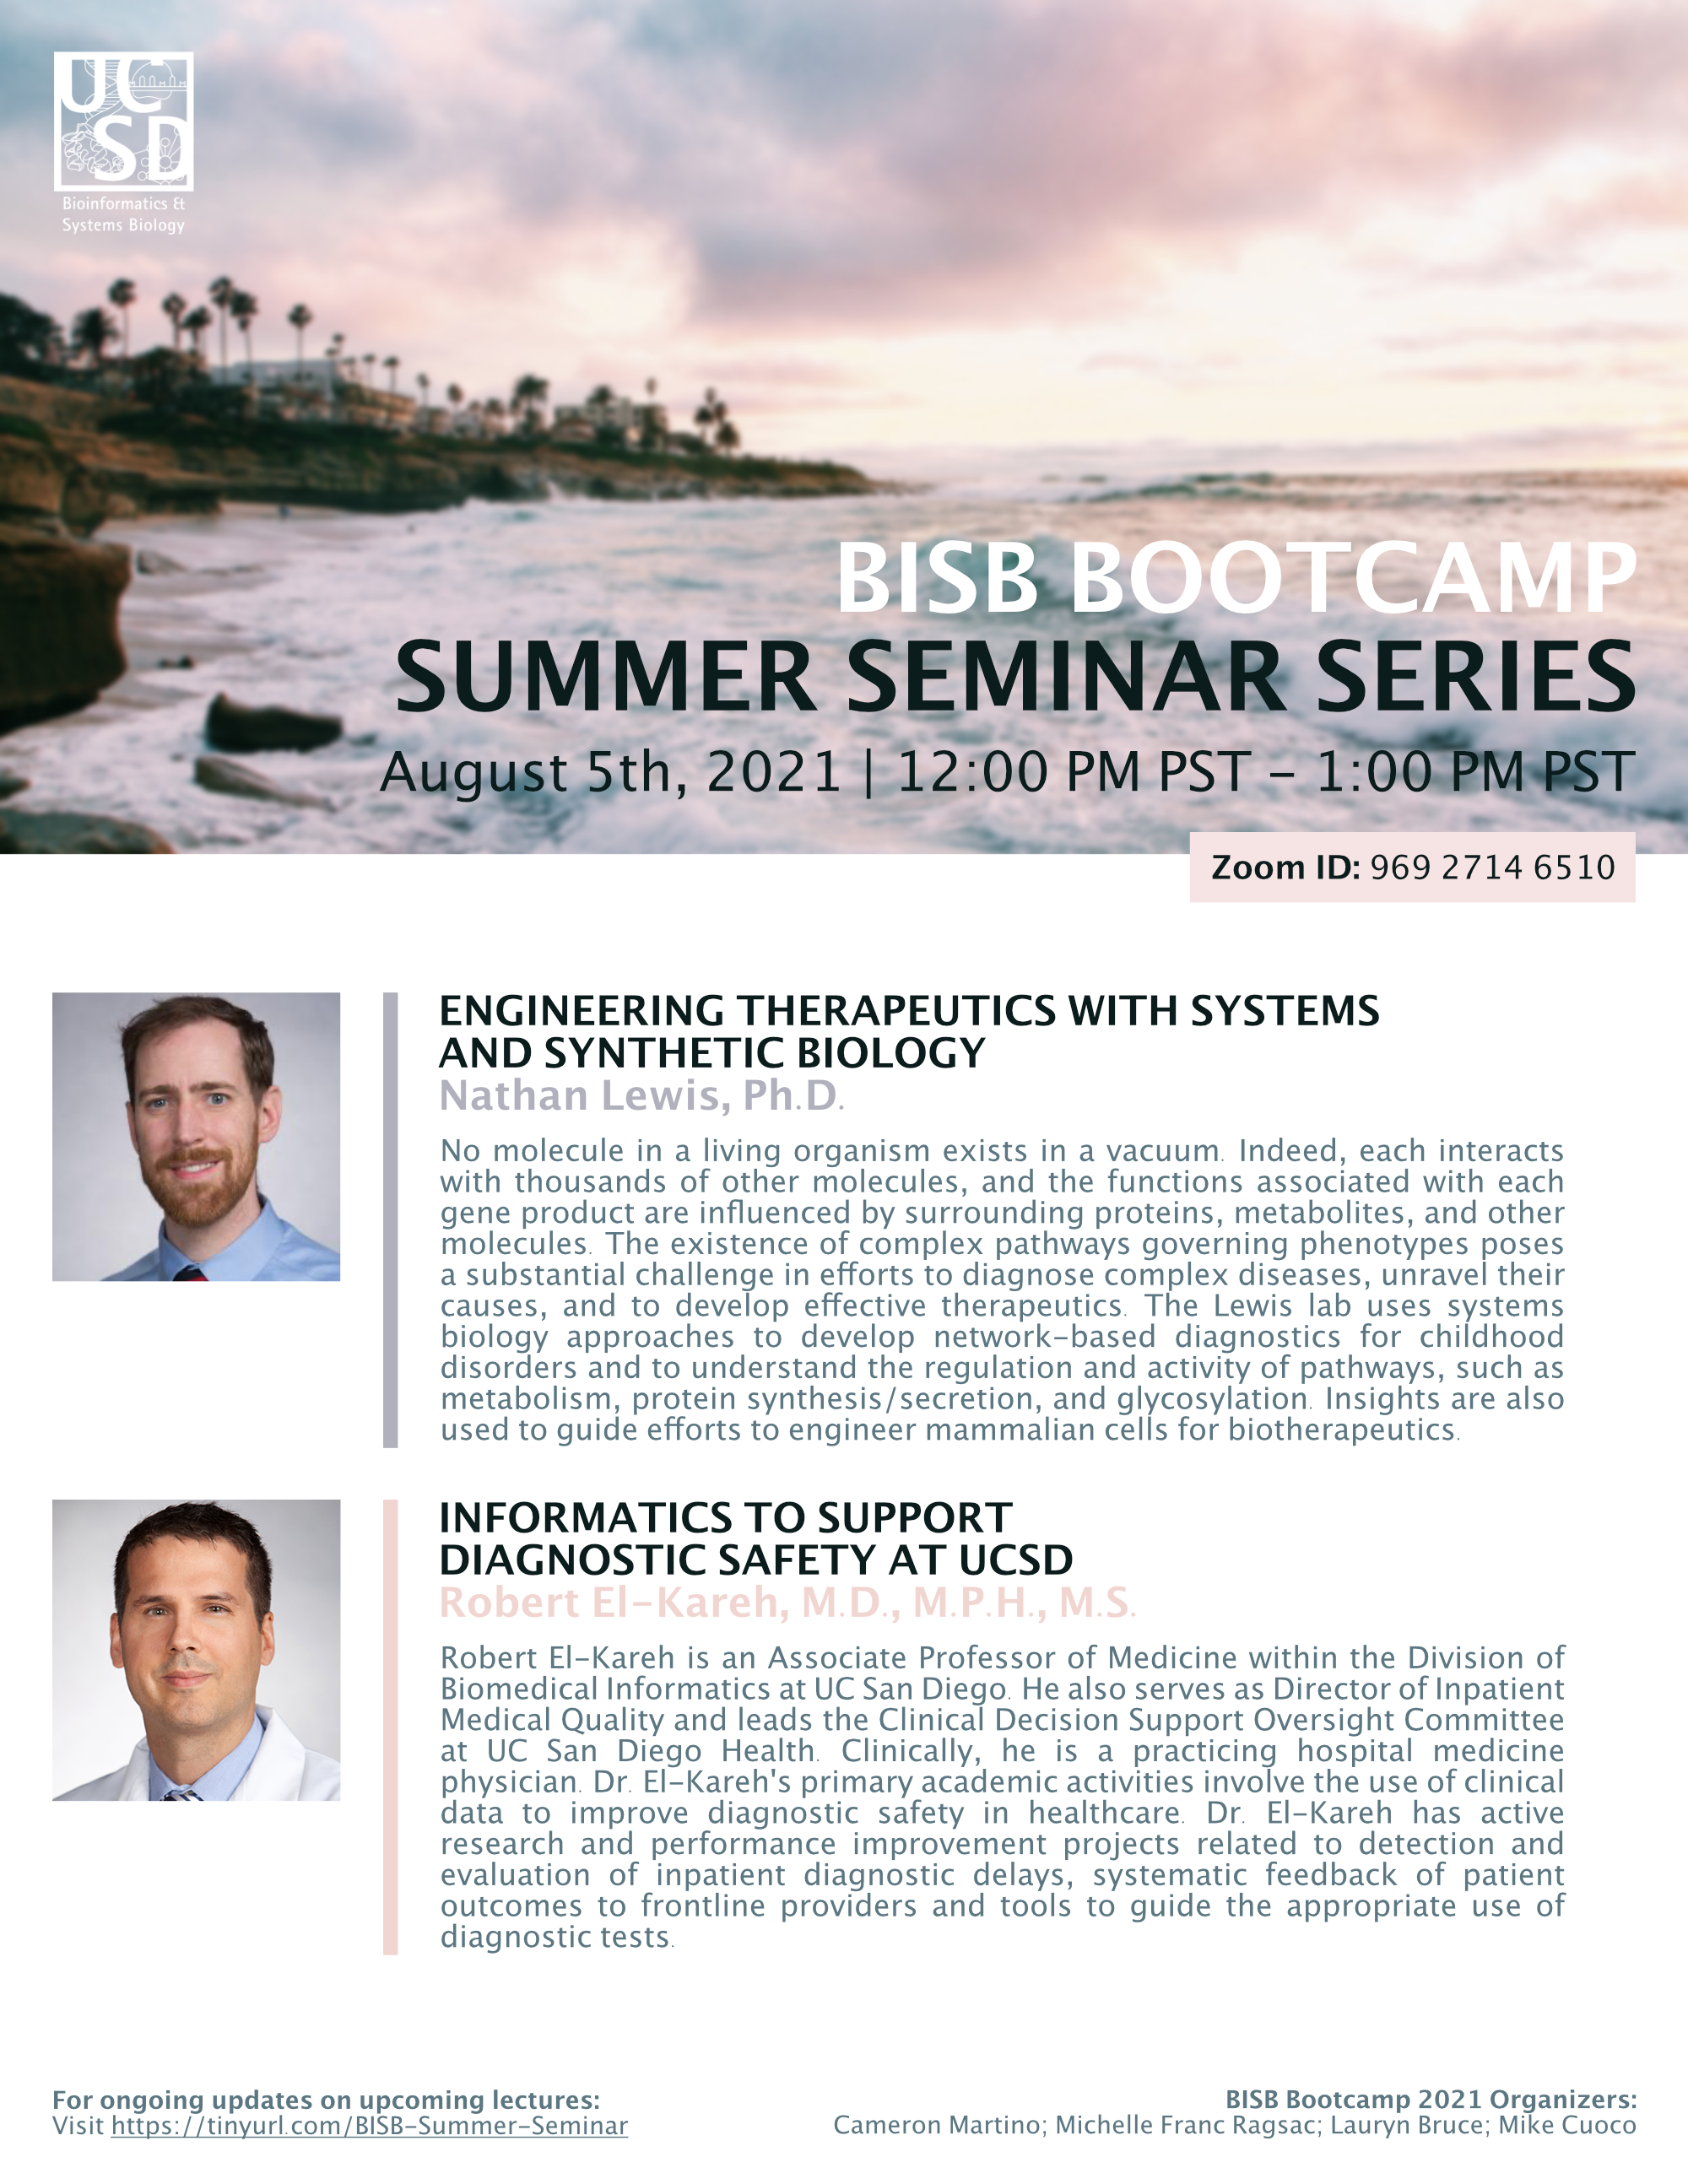 UC
SD
Bioinformatics &
Systems Biology
BISB BOOTCAMP
SUMMER SEMINAR SERIES
August 5th, 2021 | 12:00 PM PST – 1:00 PM PST
Zoom ID: 969 2714 6510
ENGINEERING THERAPEUTICS WITH SYSTEMS
AND SYNTHETIC BIOLOGY
Nathan Lewis, Ph.D.
No molecule in a living organism exists in a vacuum. Indeed, each interacts
with thousands of other molecules, and the functions associated with each
gene product are influenced by surrounding proteins, metabolites, and other
molecules. The existence of complex pathways governing phenotypes poses
a substantial challenge in efforts to diagnose complex diseases, unravel their
causes, and to develop effective therapeutics. The Lewis lab uses systems
biology approaches to develop network-based diagnostics for childhood
disorders and to understand the regulation and activity of pathways, such as
metabolism, protein synthesis/secretion, and glycosylation. Insights are also
used to guide efforts to engineer mammalian cells for biotherapeutics.
INFORMATICS TO SUPPORT
DIAGNOSTIC SAFETY AT UCSD
Robert El-Kareh, M.D., M.P.H., M.S.
Robert El-Kareh is an Associate Professor of Medicine within the Division of
Biomedical Informatics at UC San Diego. He also serves as Director of Inpatient
Medical Quality and leads the Clinical Decision Support Oversight Committee
at UC San Diego Health. Clinically, he is a practicing hospital medicine
physician. Dr. El-Kareh's primary academic activities involve the use of clinical
data to improve diagnostic safety in healthcare. Dr. El-Kareh has active
research and performance improvement projects related to detection and
evaluation of inpatient diagnostic delays, systematic feedback of patient
outcomes to frontline providers and tools to guide the appropriate use of
diagnostic tests.
For ongoing updates on upcoming lectures:
Visit https://tinyurl.com/BISB-Summer-Seminar
BISB Bootcamp 2021 Organizers:
Cameron Martino; Michelle Franc Ragsac; Lauryn Bruce; Mike Cuoco